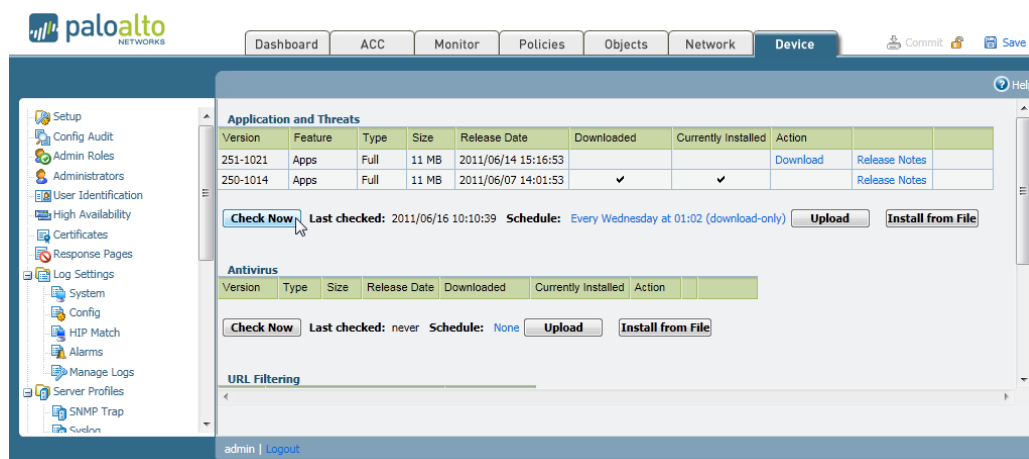 paloalto
NETWORKS
Dashboard ACC Monitor Policies Objects Network Device Commit Save
Help
Setup
Config Audit
Admin Roles
Administrators
User Identification
High Availability
Certificates
Response Pages
Log Settings
System
Config
HIP Match
Alarms
Manage Logs
Server Profiles
SNMP Trap
Syslog
Application and Threats
Version Feature Type Size Release Date Downloaded Currently Installed Action
251-1021 Apps Full 11 MB 2011/06/14 15:16:53 Download Release Notes
250-1014 Apps Full 11 MB 2011/06/07 14:01:53 ✔ ✔ Release Notes
Check Now Last checked: 2011/06/16 10:10:39 Schedule: Every Wednesday at 01:02 (download-only) Upload Install from File
Antivirus
Version Type Size Release Date Downloaded Currently Installed Action
Check Now Last checked: never Schedule: None Upload Install from File
URL Filtering
admin | Logout